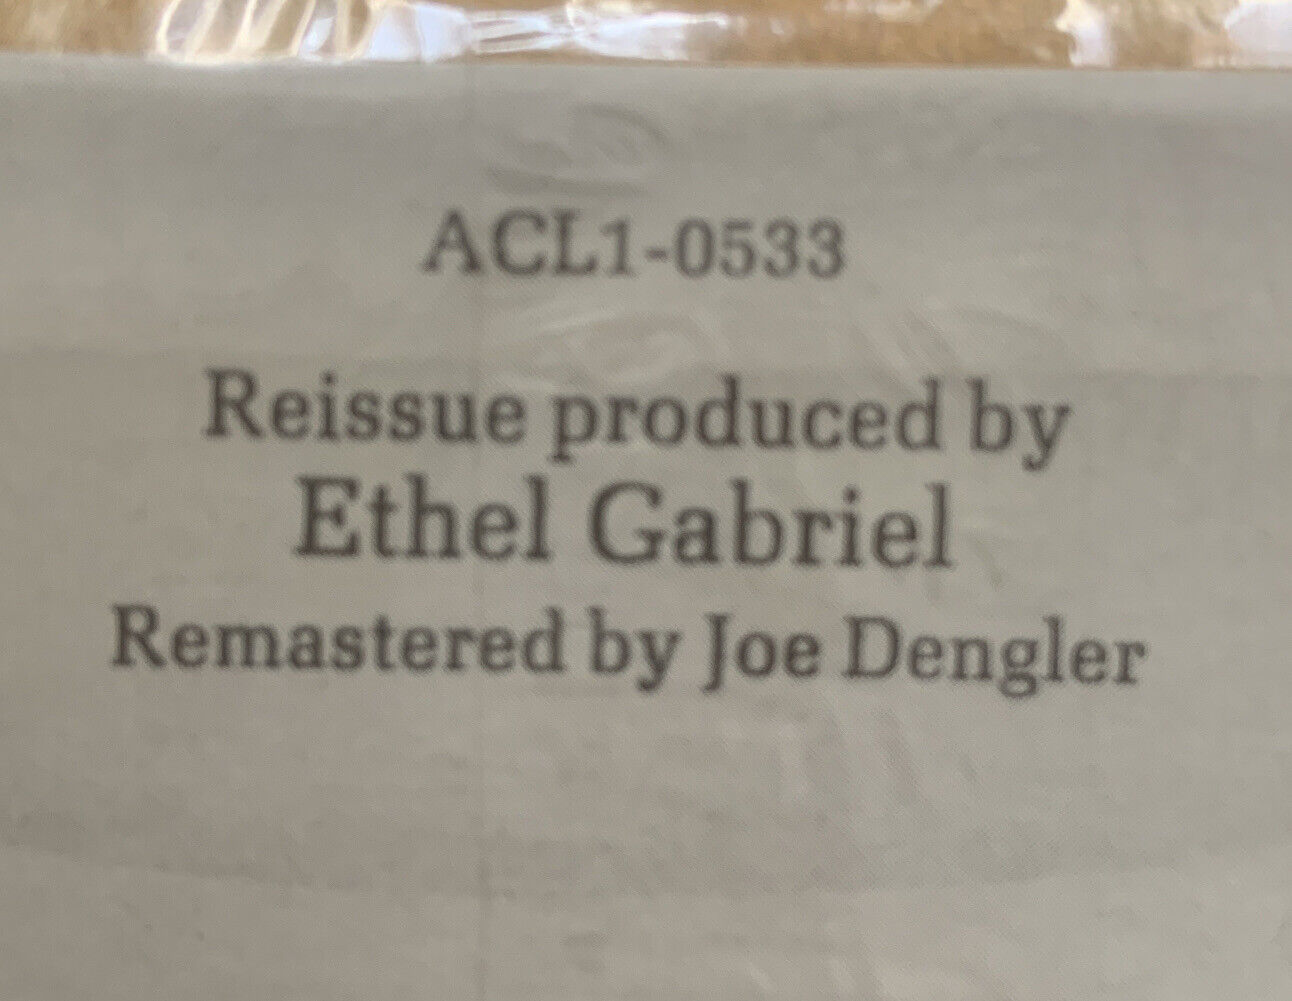 ACL1-0533
Reissue produced by
Ethel Gabriel
Remastered by Joe Dengler